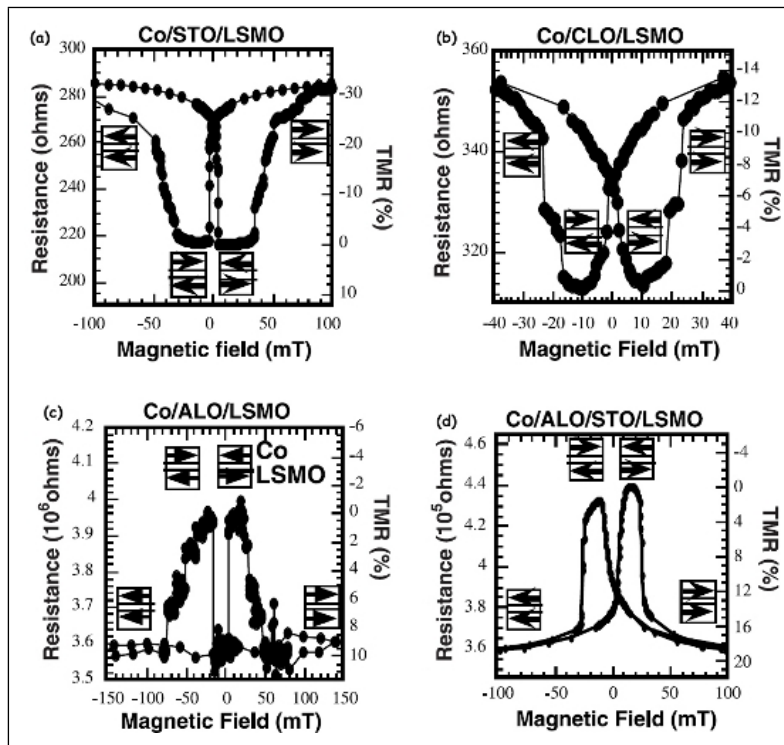 (a) Co/STO/LSMO
300
280
260
240
220
200
Resistance (ohms)
-30
-20
-10
0
10
TMR (%)
-100 -50 0 50 100
Magnetic field (mT)
(b) Co/CLO/LSMO
360
340
320
Resistance (ohms)
-14
-12
-10
-8
-6
-4
-2
0
TMR (%)
-40 -30 -20 -10 0 10 20 30 40
Magnetic Field (mT)
(c) Co/ALO/LSMO
4.2
4.1
4
3.9
3.8
3.7
3.6
3.5
Resistance (10⁶ohms)
Co
LSMO
-6
-4
-2
0
2
4
6
8
10
TMR (%)
-150 -100 -50 0 50 100 150
Magnetic Field (mT)
(d) Co/ALO/STO/LSMO
4.6
4.4
4.2
4
3.8
3.6
Resistance (10⁵ohms)
-4
0
4
8
12
16
20
TMR (%)
-100 -50 0 50 100
Magnetic Field (mT)